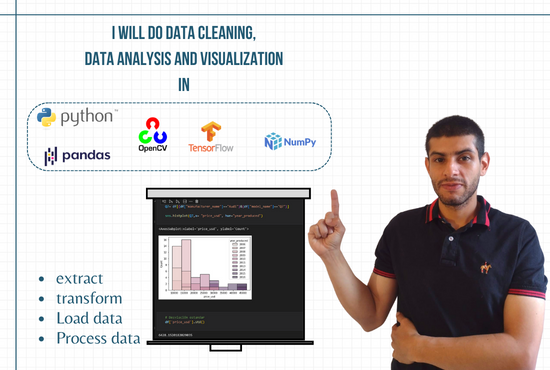 I WILL DO DATA CLEANING,
DATA ANALYSIS AND VISUALIZATION
IN
python™
OpenCV
TensorFlow
NumPy
pandas
• extract
• transform
• Load data
• Process data